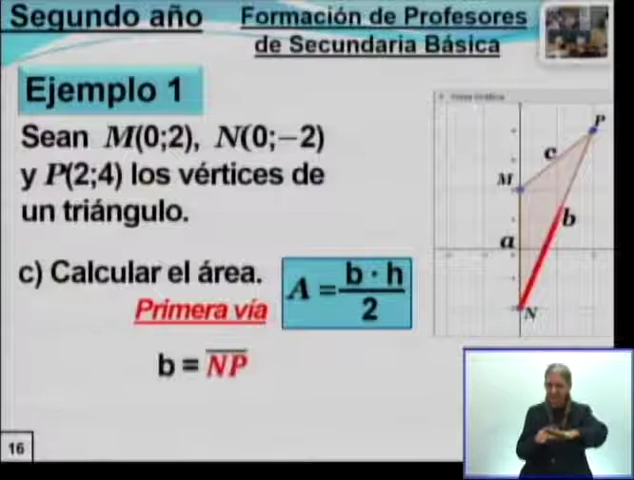 Segundo año
Formación de Profesores
de Secundaria Básica
Ejemplo 1
Sean M(0;2), N(0;−2)
y P(2;4) los vértices de
un triángulo.
c) Calcular el área.
A = b · h / 2
Primera vía
b = \overline{NP}
P
c
M
b
a
N
16